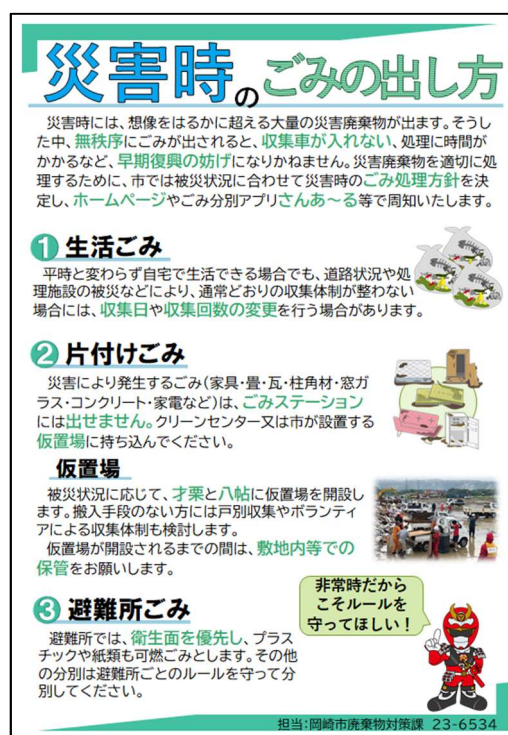 災害時のごみの出し方
災害時には、想像をはるかに超える大量の災害廃棄物が出ます。そうし
た中、無秩序にごみが出されると、収集車が入れない、処理に時間が
かかるなど、早期復興の妨げになりかねません。災害廃棄物を適切に処
理するために、市では被災状況に合わせて災害時のごみ処理方針を決
定し、ホームページやごみ分別アプリさんあ～る等で周知いたします。
1 生活ごみ
平時と変わらず自宅で生活できる場合でも、道路状況や処
理施設の被災などにより、通常どおりの収集体制が整わない
場合には、収集日や収集回数の変更を行う場合があります。
2 片付けごみ
災害により発生するごみ(家具・畳・瓦・柱角材・窓ガ
ラス・コンクリート・家電など)は、ごみステーション
には出せません。クリーンセンター又は市が設置する
仮置場に持ち込んでください。
仮置場
被災状況に応じて、才栗と八帖に仮置場を開設し
ます。搬入手段のない方には戸別収集やボランティ
アによる収集体制も検討します。
仮置場が開設されるまでの間は、敷地内等での
保管をお願いします。
3 避難所ごみ
避難所では、衛生面を優先し、プラス
チックや紙類も可燃ごみとします。その他
の分別は避難所ごとのルールを守って分
別してください。
非常時だから
こそルールを
守ってほしい！
担当:岡崎市廃棄物対策課 23-6534